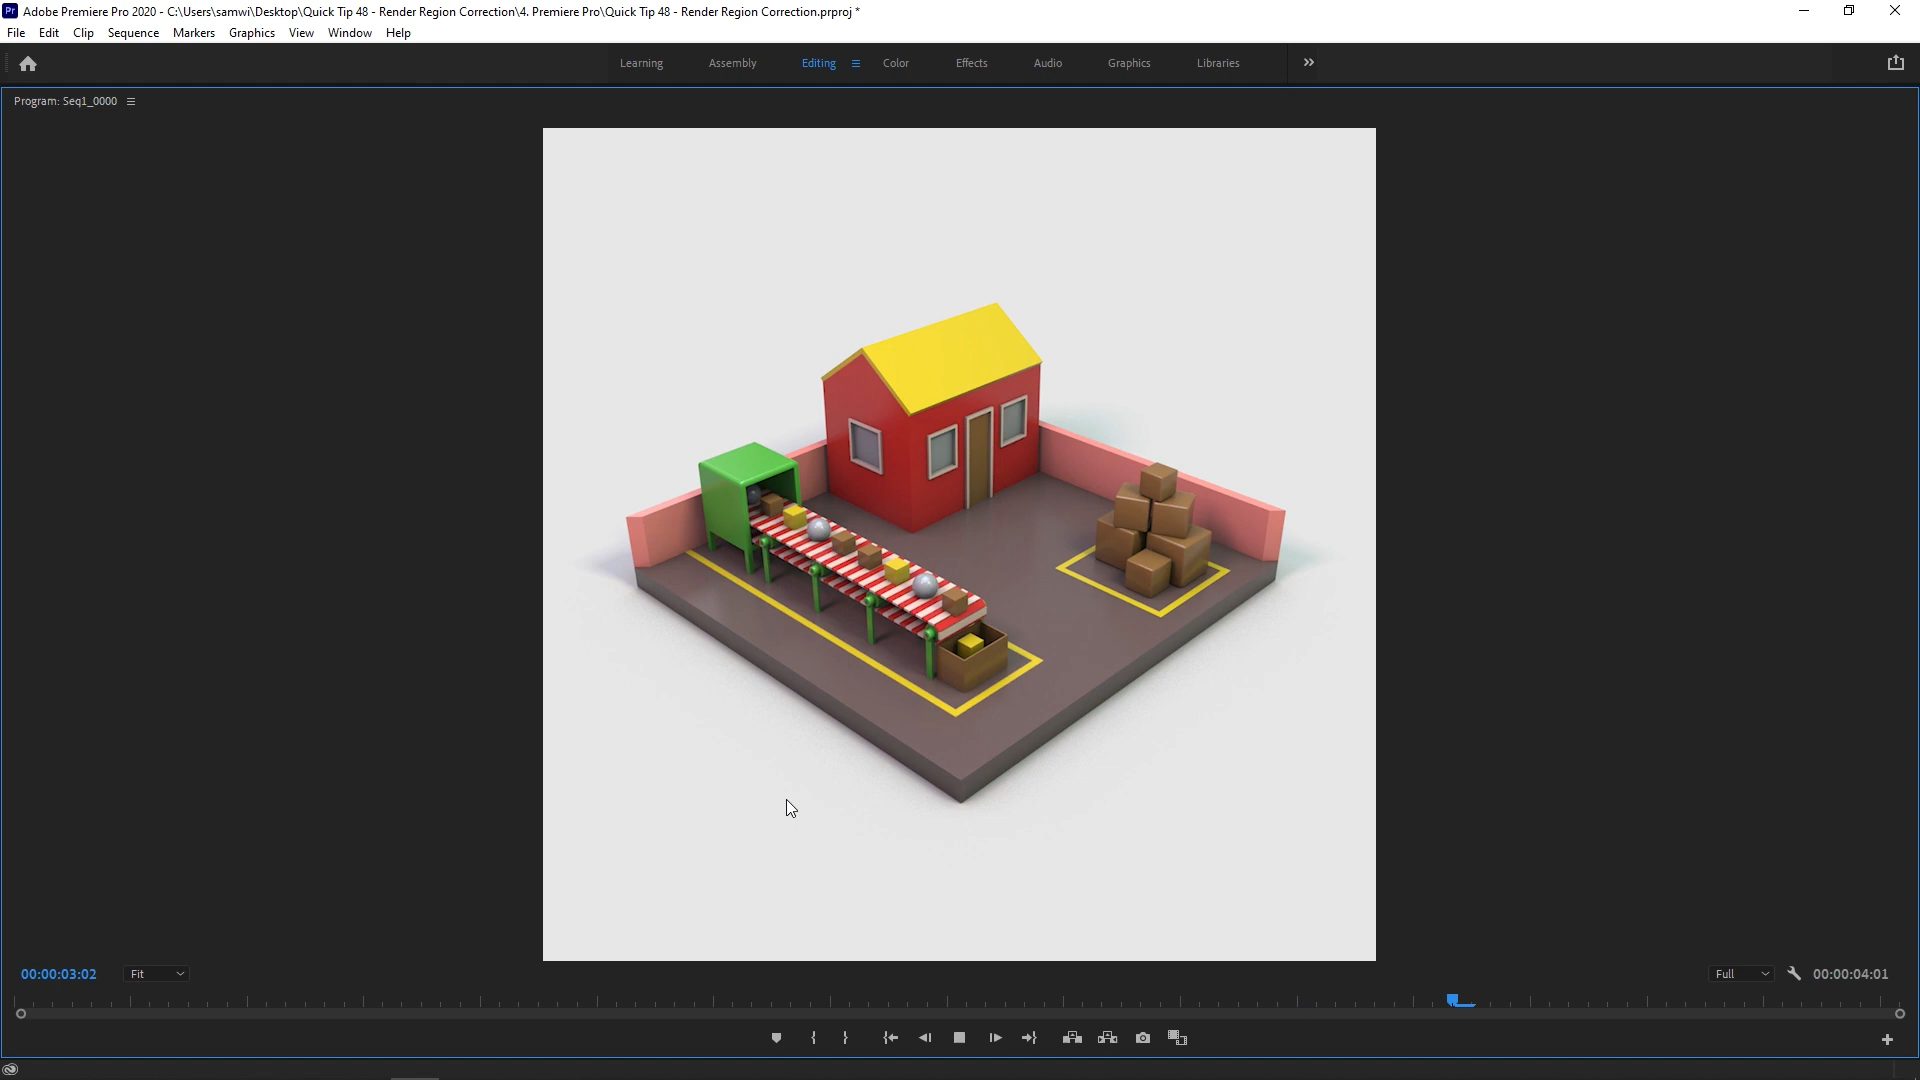 Pr Adobe Premiere Pro 2020 - C:\Users\samwi\Desktop\Quick Tip 48 - Render Region Correction\4. Premiere Pro\Quick Tip 48 - Render Region Correction.prproj *
File Edit Clip Sequence Markers Graphics View Window Help
Learning Assembly Editing Color Effects Audio Graphics Libraries
Program: Seq1_0000
00:00:03:02 Fit Full 00:00:04:01